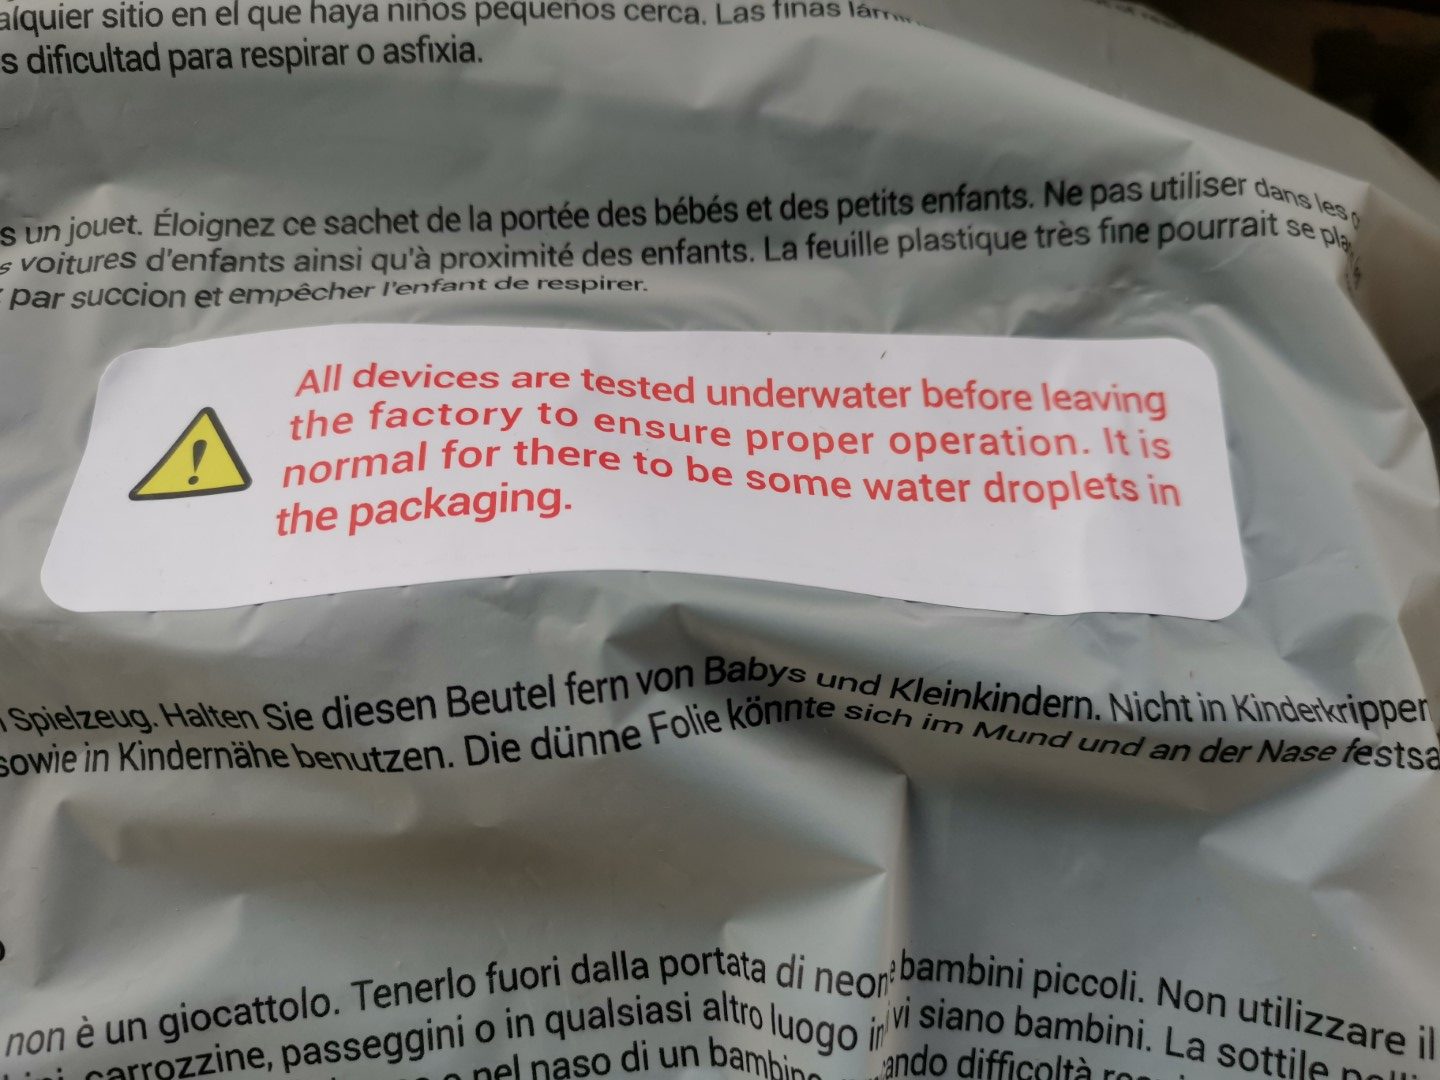 alquier sitio en el que haya niños pequeños cerca. Las finas
s dificultad para respirar o asfixia.
s un jouet. Éloignez ce sachet de la portée des bébés et des petits enfants. Ne pas utiliser dans les
s voitures d'enfants ainsi qu'à proximité des enfants. La feuille plastique très fine pourrait se
par succion et empêcher l'enfant de respirer.
All devices are tested underwater before leaving
the factory to ensure proper operation. It is
normal for there to be some water droplets in
the packaging.
Spielzeug. Halten Sie diesen Beutel fern von Babys und Kleinkindern. Nicht in Kinderkrippen
sowie in Kindernähe benutzen. Die dünne Folie könnte sich im Mund und an der Nase festsa
non è un giocattolo. Tenerlo fuori dalla portata di neon e bambini piccoli. Non utilizzare il
carrozzine, passeggini o in qualsiasi altro luogo in vi siano bambini. La sottile
nel naso di un bambino ando difficoltà